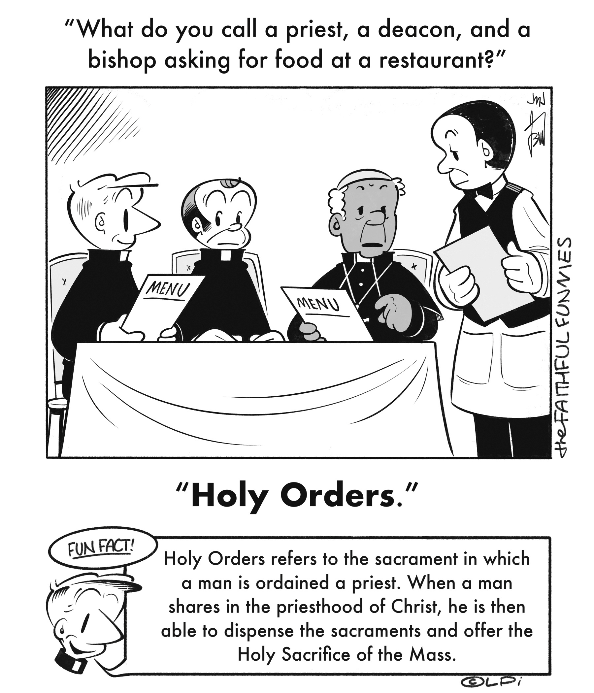 “What do you call a priest, a deacon, and a
bishop asking for food at a restaurant?”
MENU
MENU
the FAITHFUL FUNNIES
“Holy Orders.”
FUN FACT!
Holy Orders refers to the sacrament in which
a man is ordained a priest. When a man
shares in the priesthood of Christ, he is then
able to dispense the sacraments and offer the
Holy Sacrifice of the Mass.
©LPi